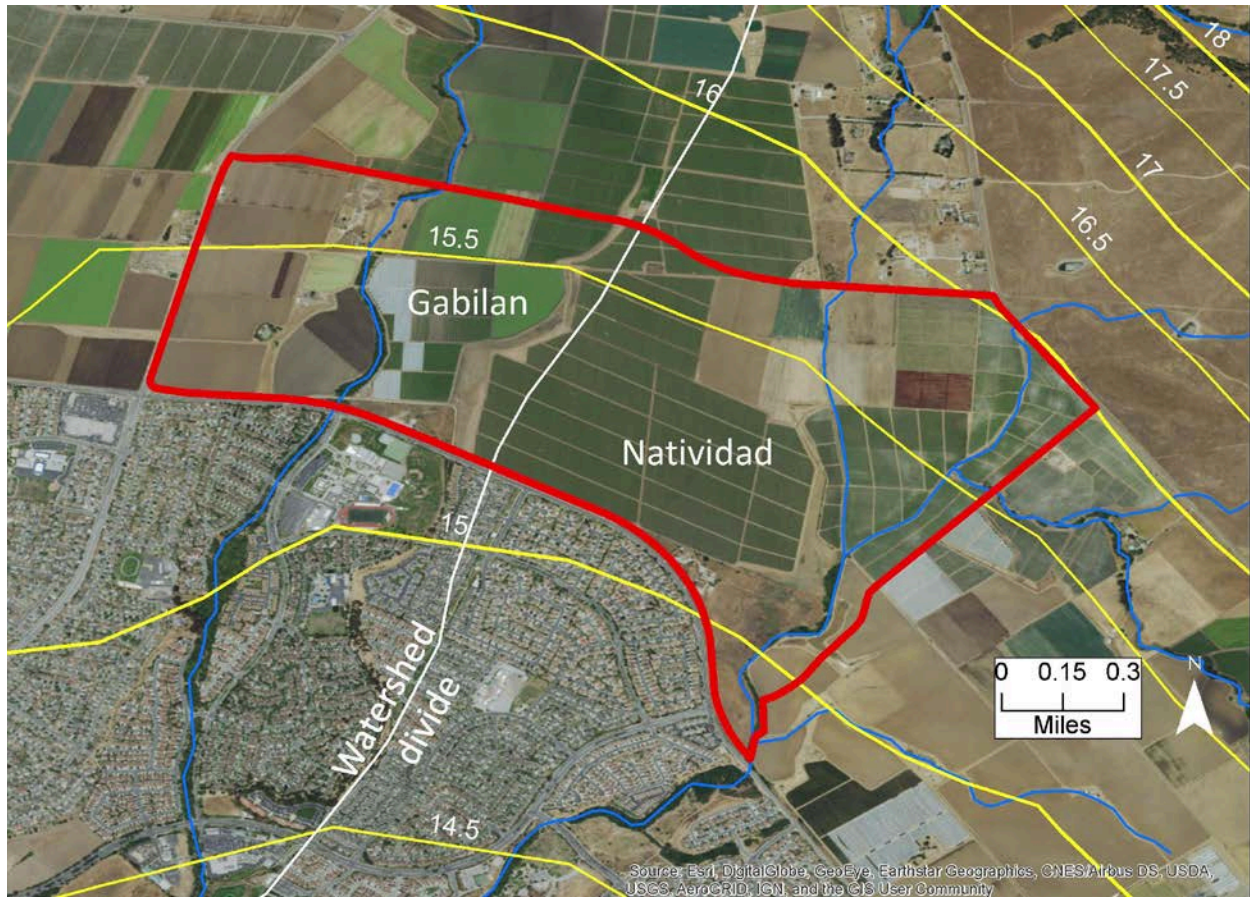 18
17.5
16
17
16.5
15.5
Gabilan
Natividad
15
Watershed
divide
N
0 0.15 0.3
Miles
14.5
Source: Esri, DigitalGlobe, GeoEye, Earthstar Geographics, CNES/Airbus DS, USDA,
USGS, AeroGRID, IGN, and the GIS User Community